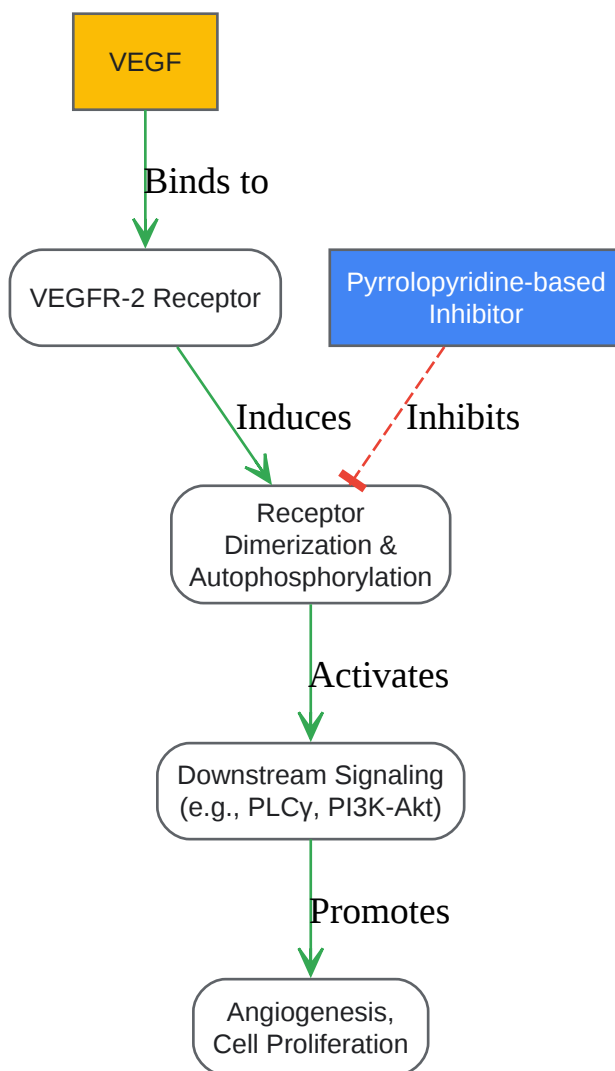 VEGF
Binds to
VEGFR-2 Receptor
Pyrrolopyridine-based
Inhibitor
Induces
Inhibits
Receptor
Dimerization &
Autophosphorylation
Activates
Downstream Signaling
(e.g., PLCγ, PI3K-Akt)
Promotes
Angiogenesis,
Cell Proliferation